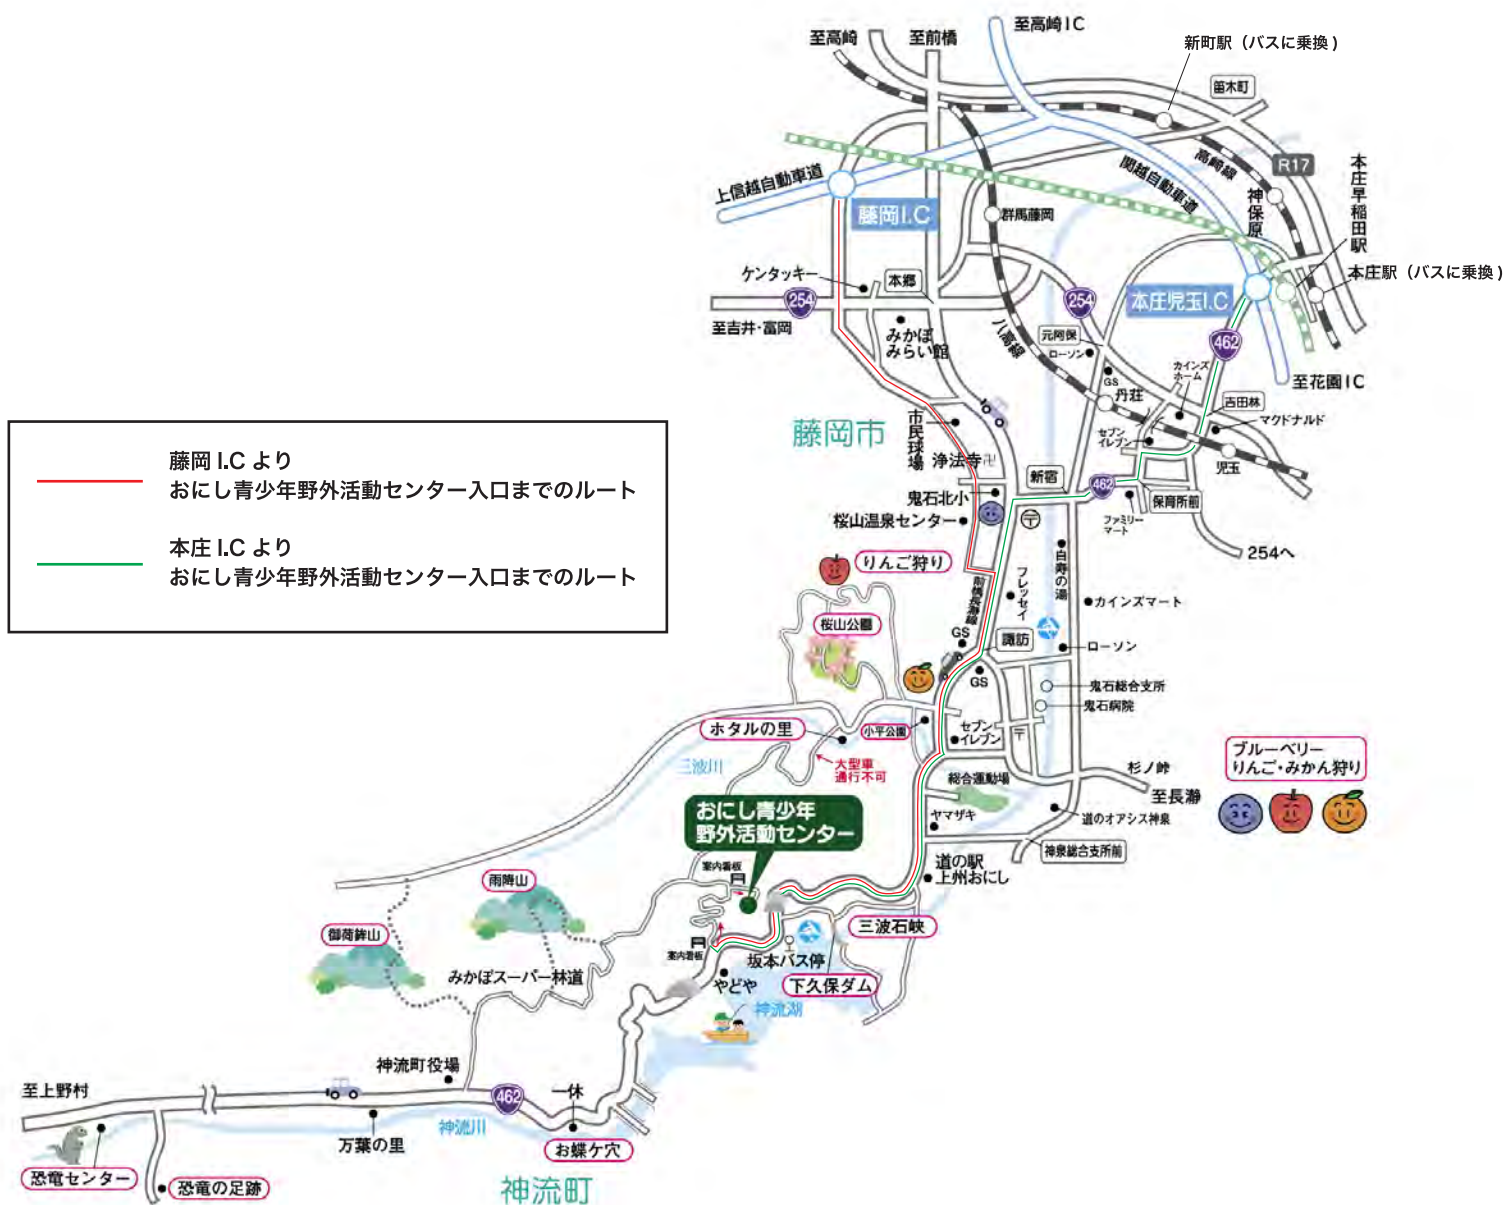 至高崎
至前橋
至高崎IC
新町駅（バスに乗換）
笛木町
上信越自動車道
関越自動車道
高崎線
R17
神保原
本庄早稲田駅
藤岡I.C
群馬藤岡
ケンタッキー
本郷
254
254
本庄児玉I.C
本庄駅（バスに乗換）
至吉井・富岡
みかぼ
みらい館
八高線
元阿保
ローソン
462
カインズ
ホーム
至花園IC
GS
丹荘
吉田林
マクドナルド
藤岡市
市民球場
セブン
イレブン
児玉
浄法寺卍
藤岡 I.C より
おにし青少年野外活動センター入口までのルート
本庄 I.C より
おにし青少年野外活動センター入口までのルート
新宿
462
保育所前
鬼石北小
桜山温泉センター
〒
ファミリー
マート
254へ
白寿の湯
りんご狩り
前橋長瀞線
フレッセイ
カインズマート
桜山公園
GS
諏訪
ローソン
GS
鬼石総合支所
鬼石病院
ホタルの里
小平公園
セブン
イレブン
〒
三波川
大型車
通行不可
ブルーベリー
りんご・みかん狩り
総合運動場
杉ノ峠
至長瀞
おにし青少年
野外活動センター
ヤマザキ
道のオアシス神泉
神泉総合支所前
案内看板
道の駅
上州おにし
雨降山
三波石峡
御荷鉾山
案内看板
坂本バス停
みかぼスーパー林道
やどや
下久保ダム
神流湖
神流町役場
至上野村
462
一休
万葉の里
神流川
お蝶ケ穴
恐竜センター
恐竜の足跡
神流町